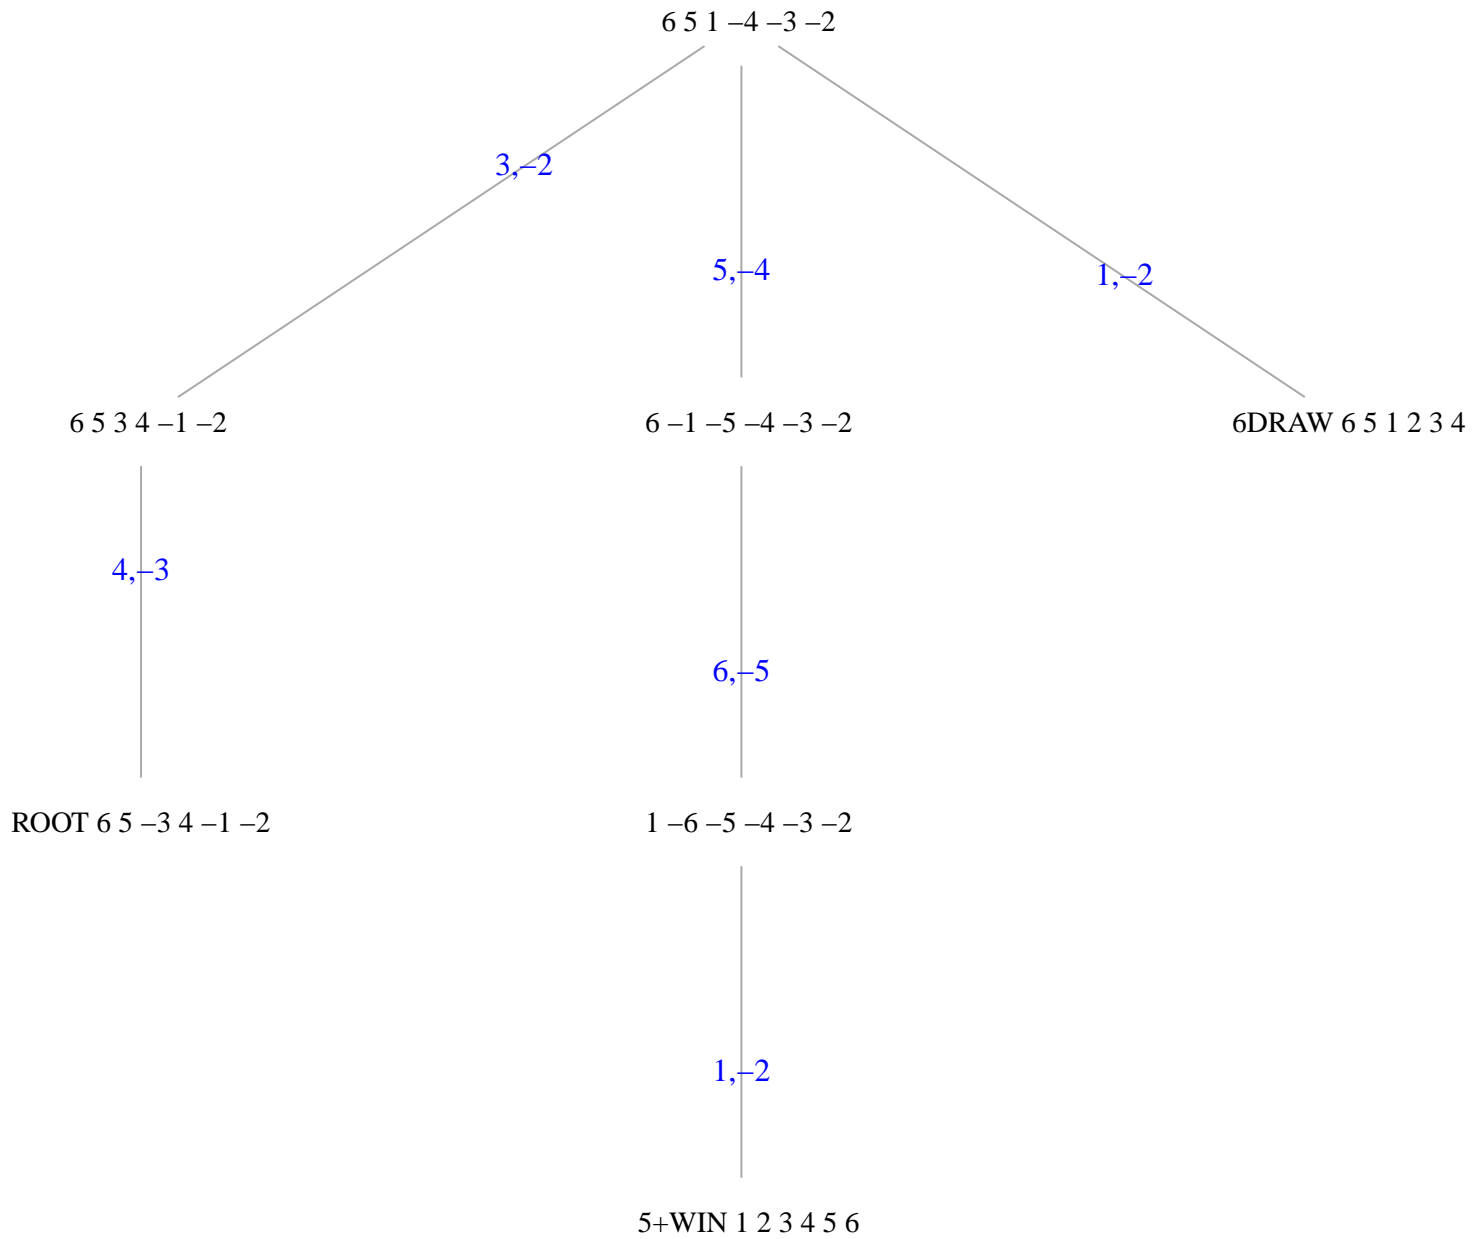 6 5 1 –4 –3 –2
3,–2
5,–4
1,–2
6 5 3 4 –1 –2
6 –1 –5 –4 –3 –2
6DRAW 6 5 1 2 3 4
4,–3
6,–5
ROOT 6 5 –3 4 –1 –2
1 –6 –5 –4 –3 –2
1,–2
5+WIN 1 2 3 4 5 6